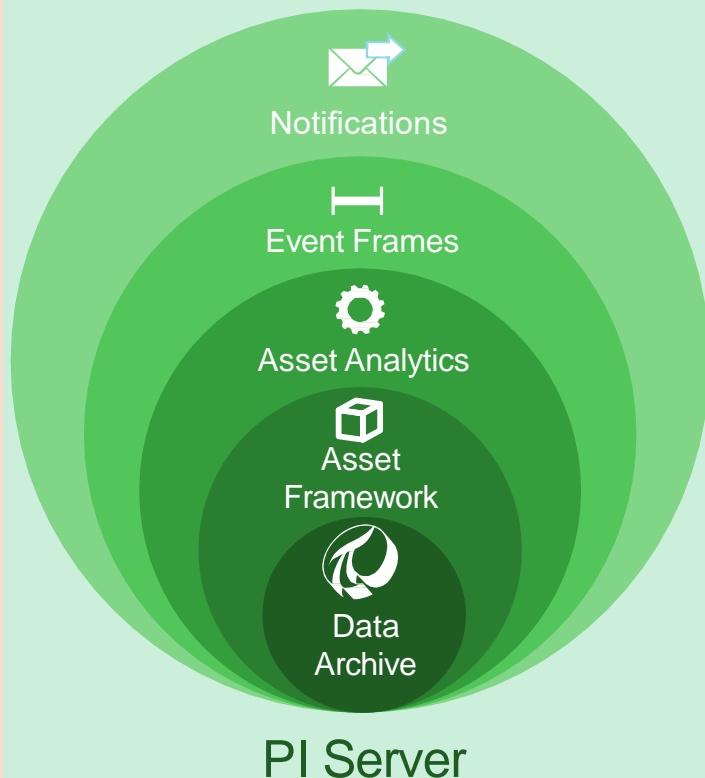 Notifications
Event Frames
Asset Analytics
Asset
Framework
Data
Archive
PI Server